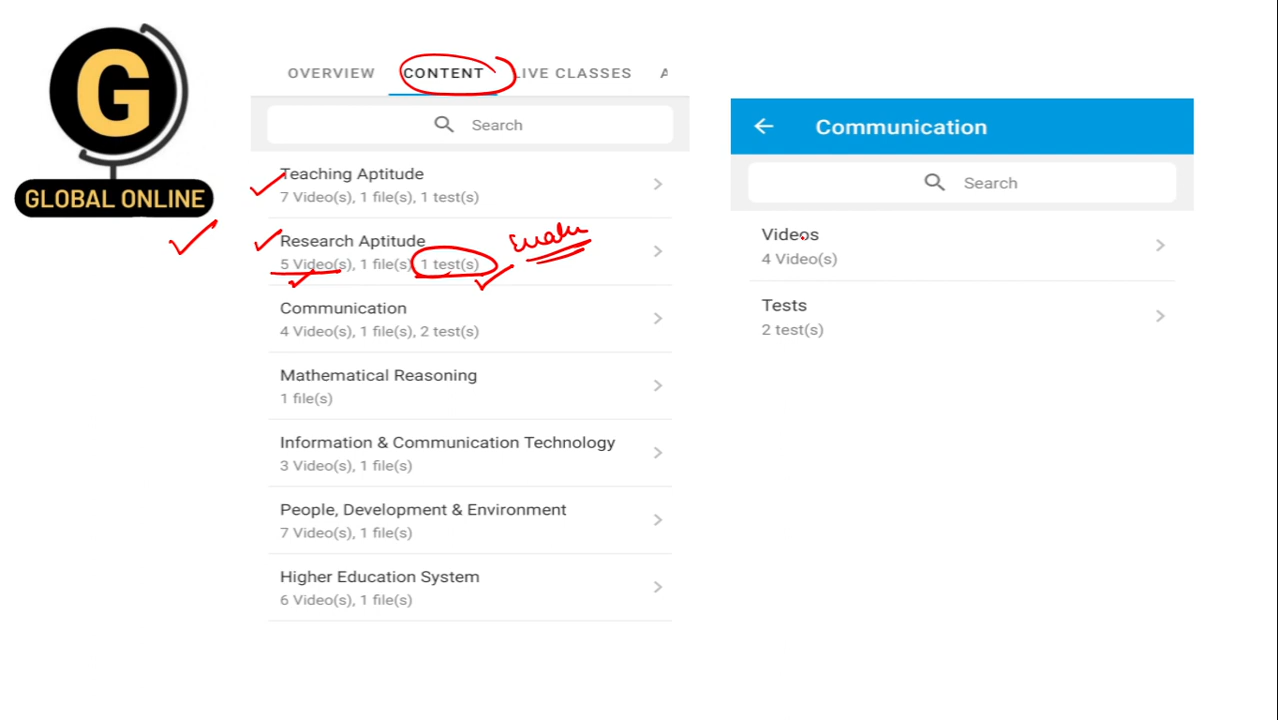 G
GLOBAL ONLINE
OVERVIEW CONTENT LIVE CLASSES A
Search
Teaching Aptitude
7 Video(s), 1 file(s), 1 test(s)
Research Aptitude
5 Video(s), 1 file(s), 1 test(s)
Communication
4 Video(s), 1 file(s), 2 test(s)
Mathematical Reasoning
1 file(s)
Information & Communication Technology
3 Video(s), 1 file(s)
People, Development & Environment
7 Video(s), 1 file(s)
Higher Education System
6 Video(s), 1 file(s)
Communication
Search
Videos
4 Video(s)
Tests
2 test(s)